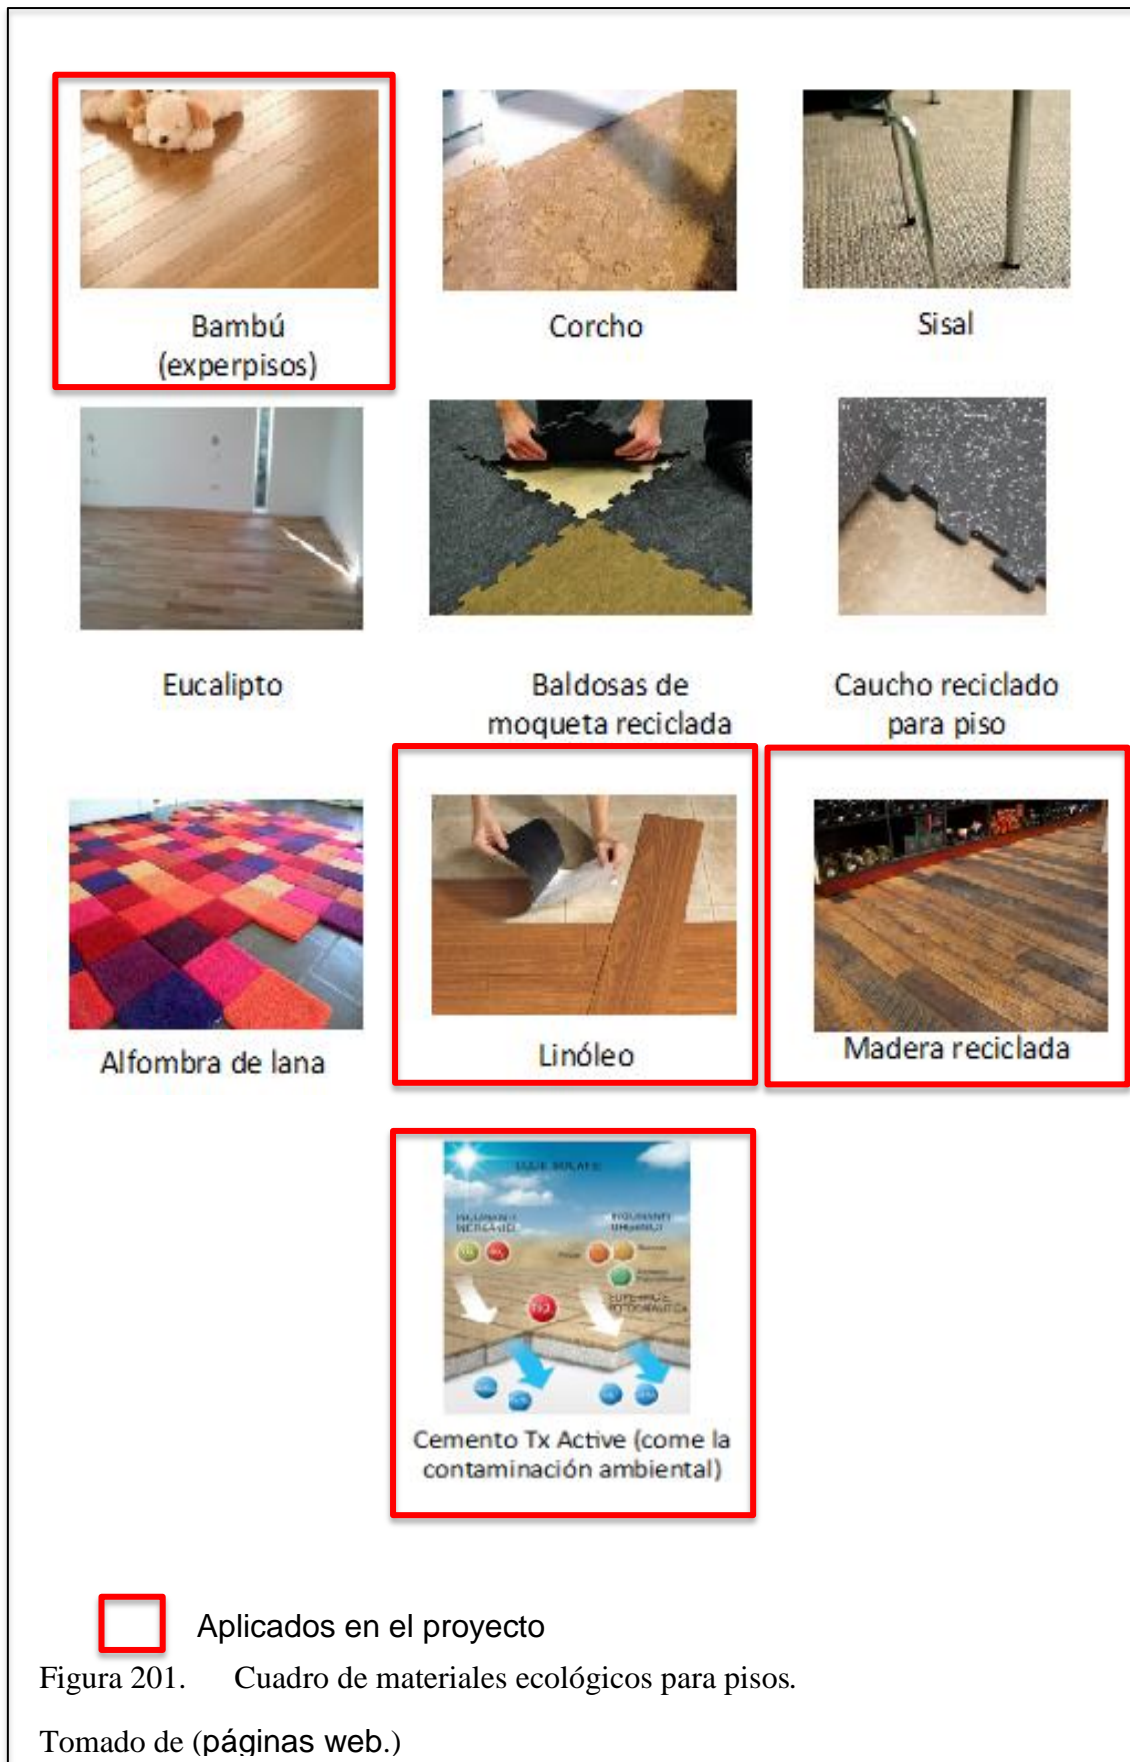 Bambú
(experpisos)
Corcho
Sisal
Eucalipto
Baldosas de
moqueta reciclada
Caucho reciclado
para piso
Alfombra de lana
Linóleo
Madera reciclada
Cemento Tx Active (come la
contaminación ambiental)
Aplicados en el proyecto
Figura 201. Cuadro de materiales ecológicos para pisos.
Tomado de (páginas web.)